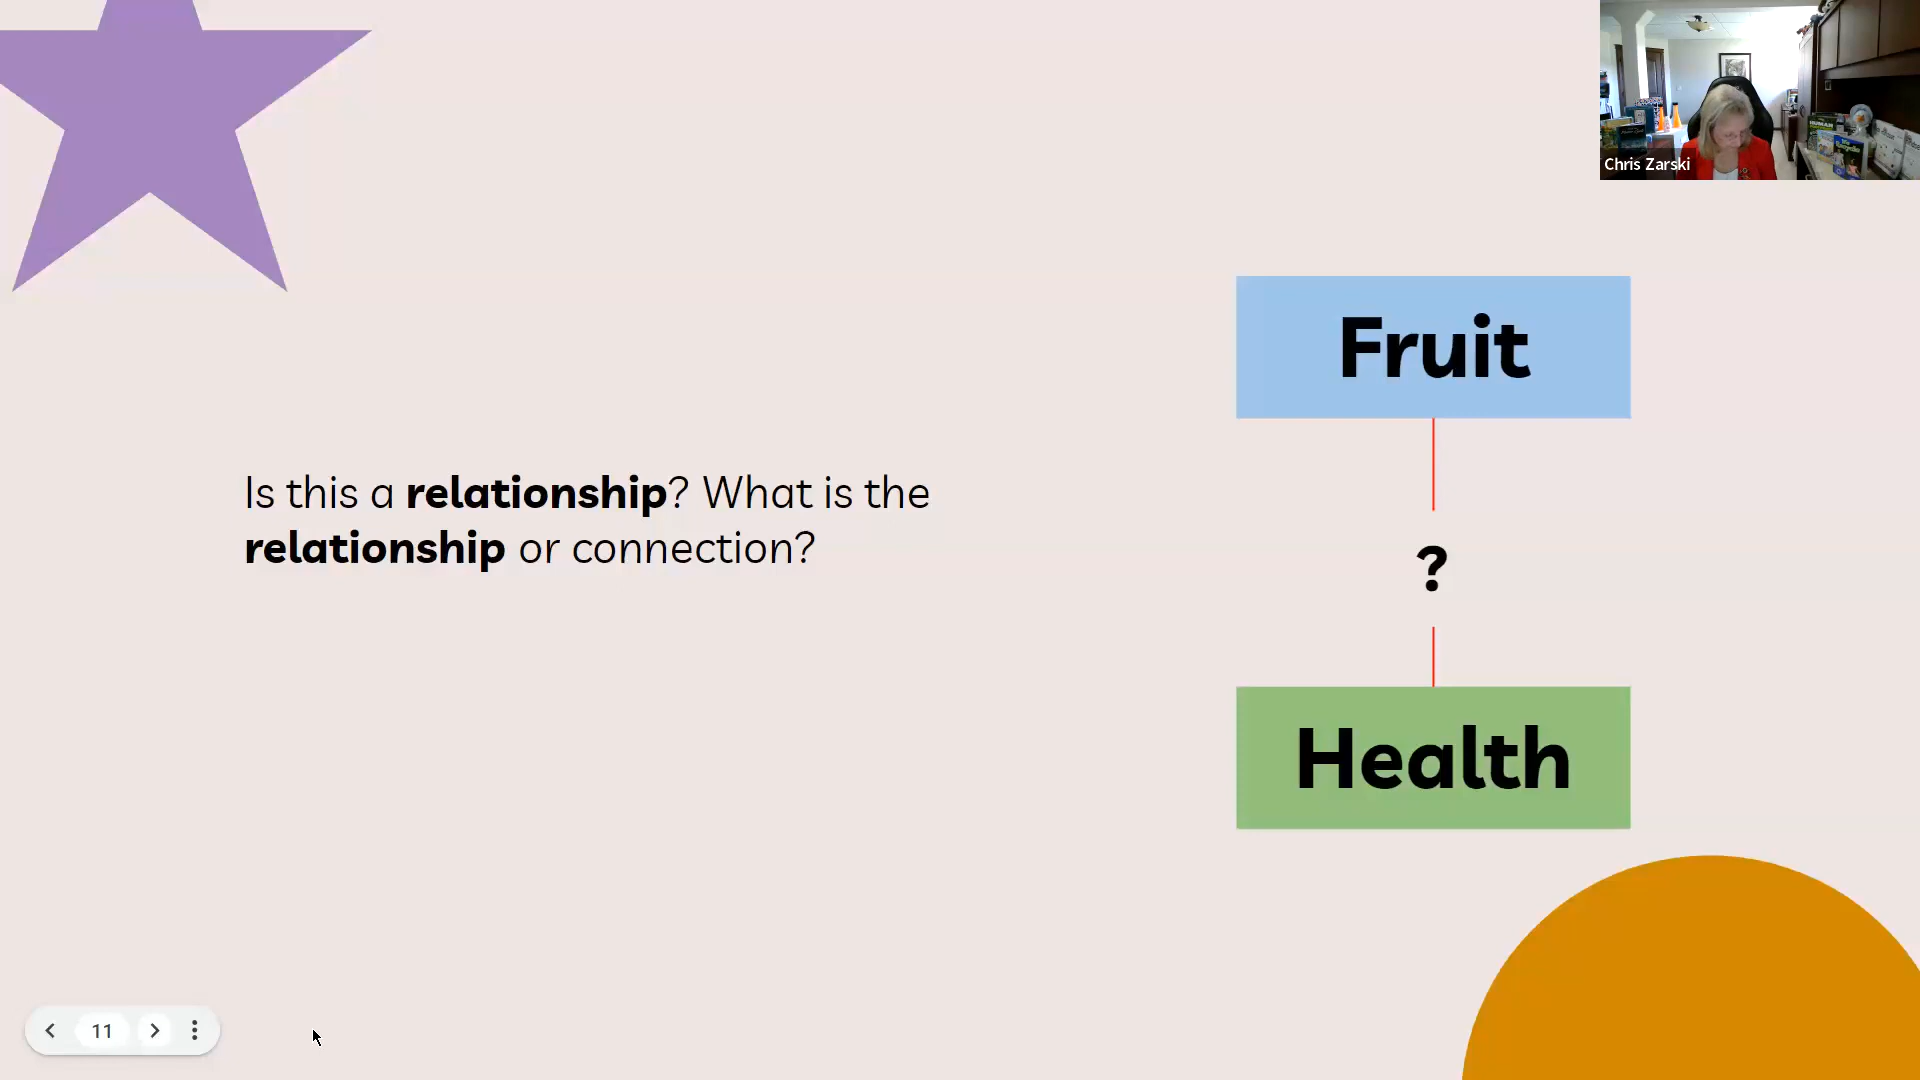 Chris Zarski
Fruit
Is this a relationship? What is the
relationship or connection?
?
Health
11